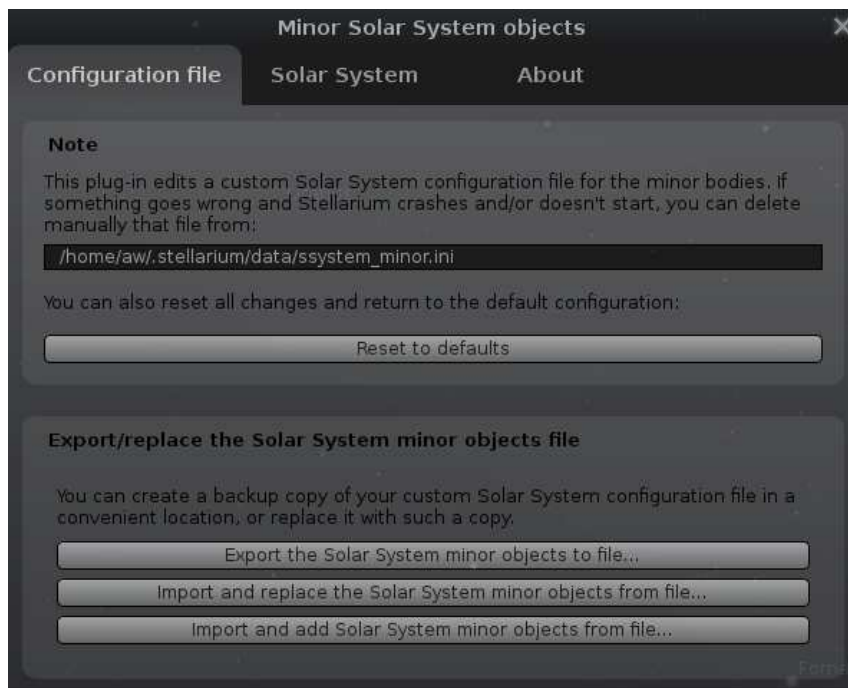 Minor Solar System objects
Configuration file Solar System About
Note
This plug-in edits a custom Solar System configuration file for the minor bodies. If
something goes wrong and Stellarium crashes and/or doesn't start, you can delete
manually that file from:
/home/aw/.stellarium/data/ssystem_minor.ini
You can also reset all changes and return to the default configuration:
Reset to defaults
Export/replace the Solar System minor objects file
You can create a backup copy of your custom Solar System configuration file in a
convenient location, or replace it with such a copy.
Export the Solar System minor objects to file...
Import and replace the Solar System minor objects from file...
Import and add Solar System minor objects from file...